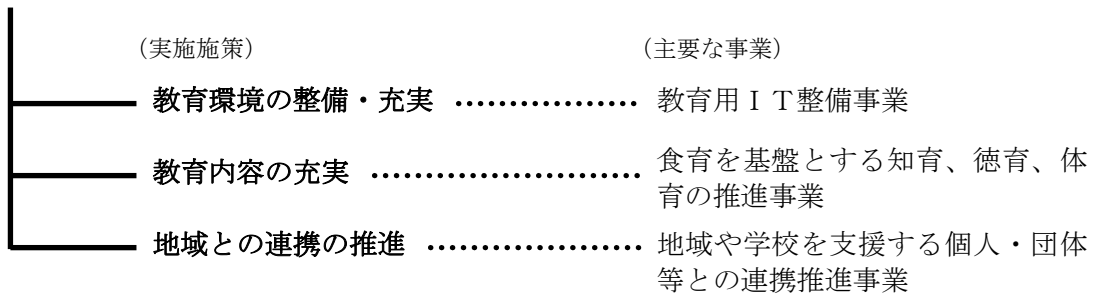 （実施施策） （主要な事業）
教育環境の整備・充実 ・・・・・・・・・・・・・・・・・ 教育用ＩＴ整備事業
教育内容の充実 ・・・・・・・・・・・・・・・・・・・・・・・・・ 食育を基盤とする知育、徳育、体
育の推進事業
地域との連携の推進 ・・・・・・・・・・・・・・・・・・・・ 地域や学校を支援する個人・団体
等との連携推進事業